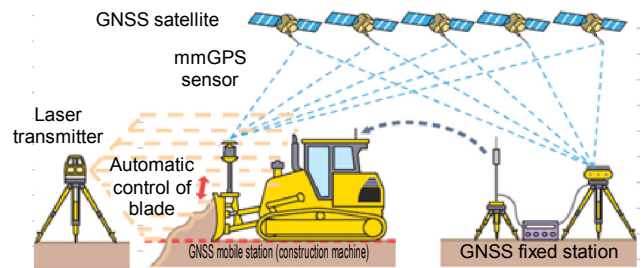 GNSS satellite
mmGPS
sensor
Laser
transmitter
Automatic
control of
blade
GNSS mobile station (construction machine)
GNSS fixed station